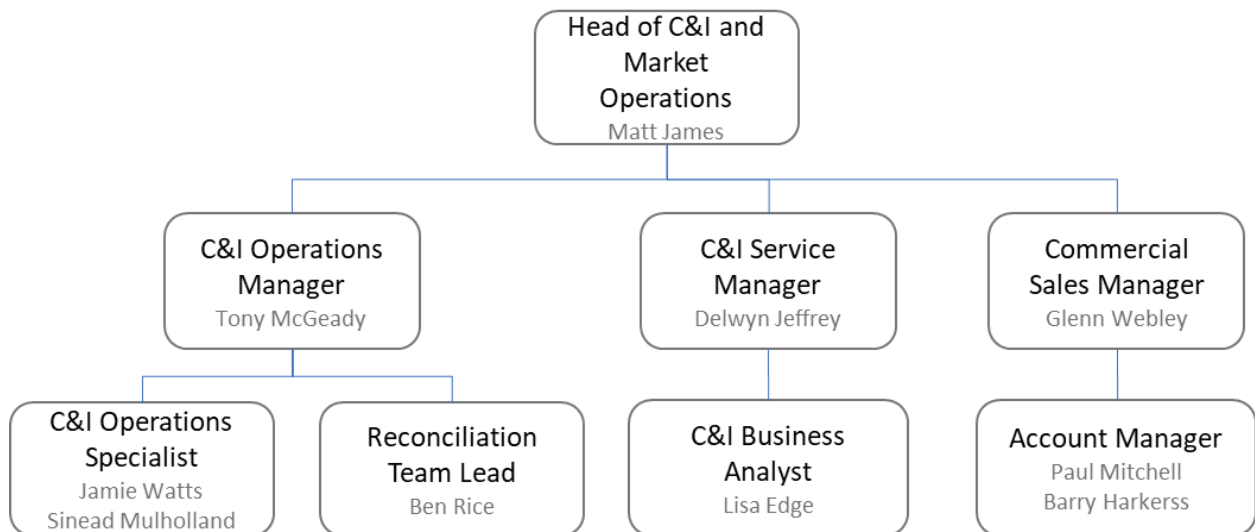 Head of C&I and
Market
Operations
Matt James
C&I Operations
Manager
Tony McGeady
C&I Service
Manager
Delwyn Jeffrey
Commercial
Sales Manager
Glenn Webley
C&I Operations
Specialist
Jamie Watts
Sinead Mulholland
Reconciliation
Team Lead
Ben Rice
C&I Business
Analyst
Lisa Edge
Account Manager
Paul Mitchell
Barry Harkerss